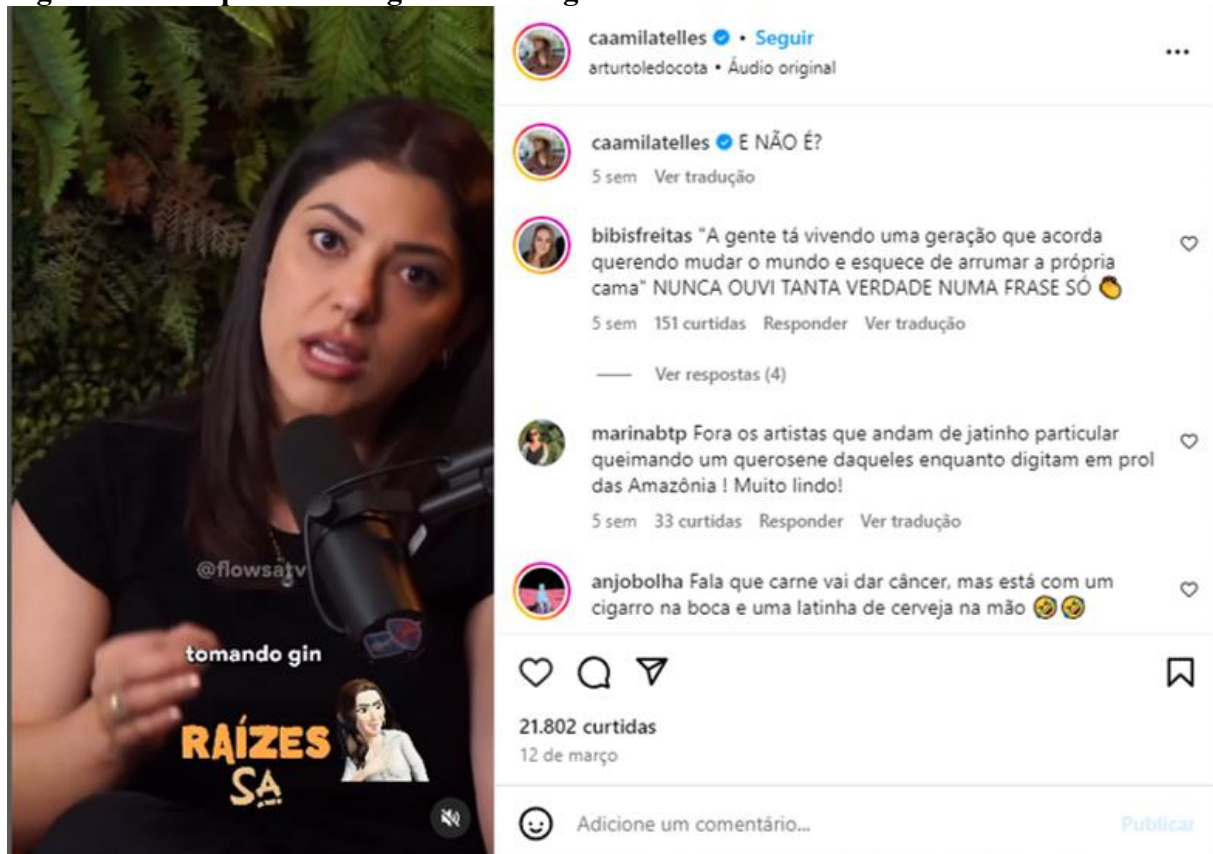 caamilatelles • Seguir
arturtoledocota • Áudio original
caamilatelles E NÃO É?
5 sem Ver tradução
bibisfreitas "A gente tá vivendo uma geração que acorda
querendo mudar o mundo e esquece de arrumar a própria
cama" NUNCA OUVI TANTA VERDADE NUMA FRASE SÓ 👏
5 sem 151 curtidas Responder Ver tradução
Ver respostas (4)
marinabtp Fora os artistas que andam de jatinho particular
queimando um querosene daqueles enquanto digitam em prol
das Amazônia ! Muito lindo!
5 sem 33 curtidas Responder Ver tradução
anjobolha Fala que carne vai dar câncer, mas está com um
cigarro na boca e uma latinha de cerveja na mão 🤣🤣
21.802 curtidas
12 de março
Adicione um comentário...
Publicar
@flowsatv
tomando gin
RAÍZES
SA